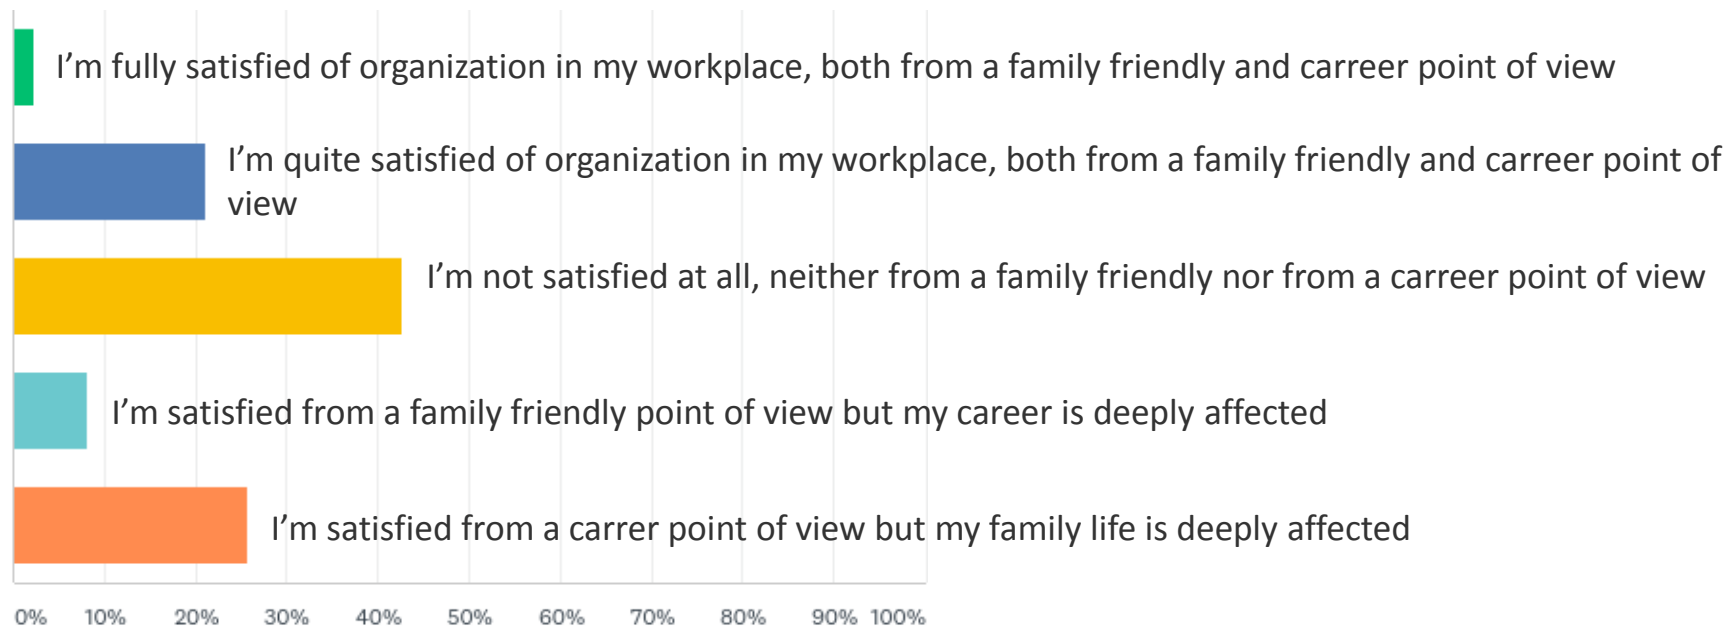 I’m fully satisfied of organization in my workplace, both from a family friendly and carreer point of view
I’m quite satisfied of organization in my workplace, both from a family friendly and carreer point of
view
I’m not satisfied at all, neither from a family friendly nor from a carreer point of view
I’m satisfied from a family friendly point of view but my career is deeply affected
I’m satisfied from a carrer point of view but my family life is deeply affected
0% 10% 20% 30% 40% 50% 60% 70% 80% 90% 100%